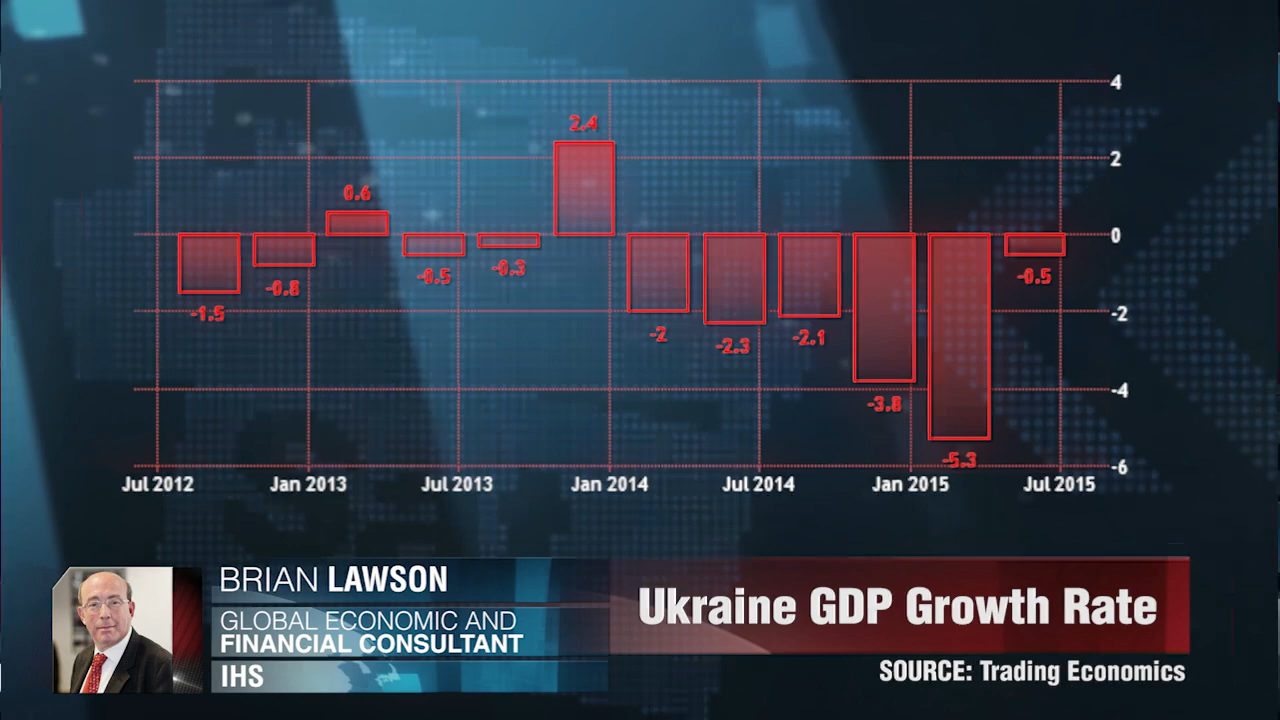 4
2.4
2
0.6
0
-0.5
-0.3
-0.5
-0.8
-1.5
-2
-2
-2.3
-2.1
-3.8
-4
-5.3
-6
Jul 2012 Jan 2013 Jul 2013 Jan 2014 Jul 2014 Jan 2015 Jul 2015
BRIAN LAWSON
GLOBAL ECONOMIC AND
FINANCIAL CONSULTANT
IHS
Ukraine GDP Growth Rate
SOURCE: Trading Economics